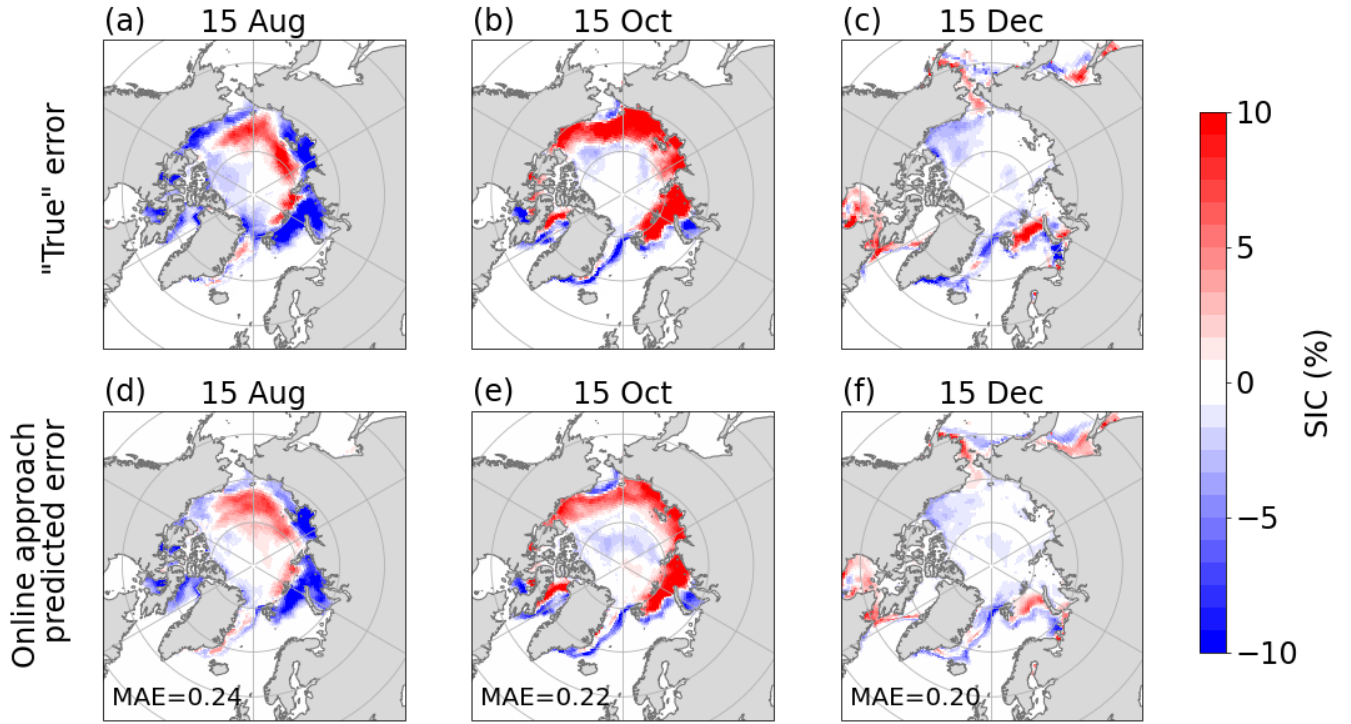 (a) 15 Aug
(b) 15 Oct
(c) 15 Dec
"True" error
(d) 15 Aug
(e) 15 Oct
(f) 15 Dec
Online approach
predicted error
MAE=0.24
MAE=0.22
MAE=0.20
10
5
0
−5
−10
SIC (%)